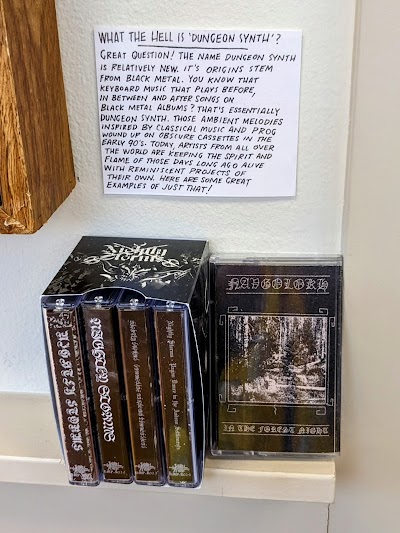 WHAT THE HELL IS 'DUNGEON SYNTH'?
GREAT QUESTION! THE NAME DUNGEON SYNTH
IS RELATIVELY NEW. IT'S ORIGINS STEM
FROM BLACK METAL. YOU KNOW THAT
KEYBOARD MUSIC THAT PLAYS BEFORE,
IN BETWEEN AND AFTER SONGS ON
BLACK METAL ALBUMS? THAT'S ESSENTIALLY
DUNGEON SYNTH. THOSE AMBIENT MELODIES
INSPIRED BY CLASSICAL MUSIC AND PROG
WOUND UP ON OBSCURE CASSETTES IN THE
EARLY 90'S. TODAY, ARTISTS FROM ALL OVER
THE WORLD ARE KEEPING THE SPIRIT AND
FLAME OF THOSE DAYS LONG AGO ALIVE
WITH REMINISCENT PROJECTS OF
THEIR OWN. HERE ARE SOME GREAT
EXAMPLES OF JUST THAT!
NAVGOLOKH
IN THE FOREST NIGHT